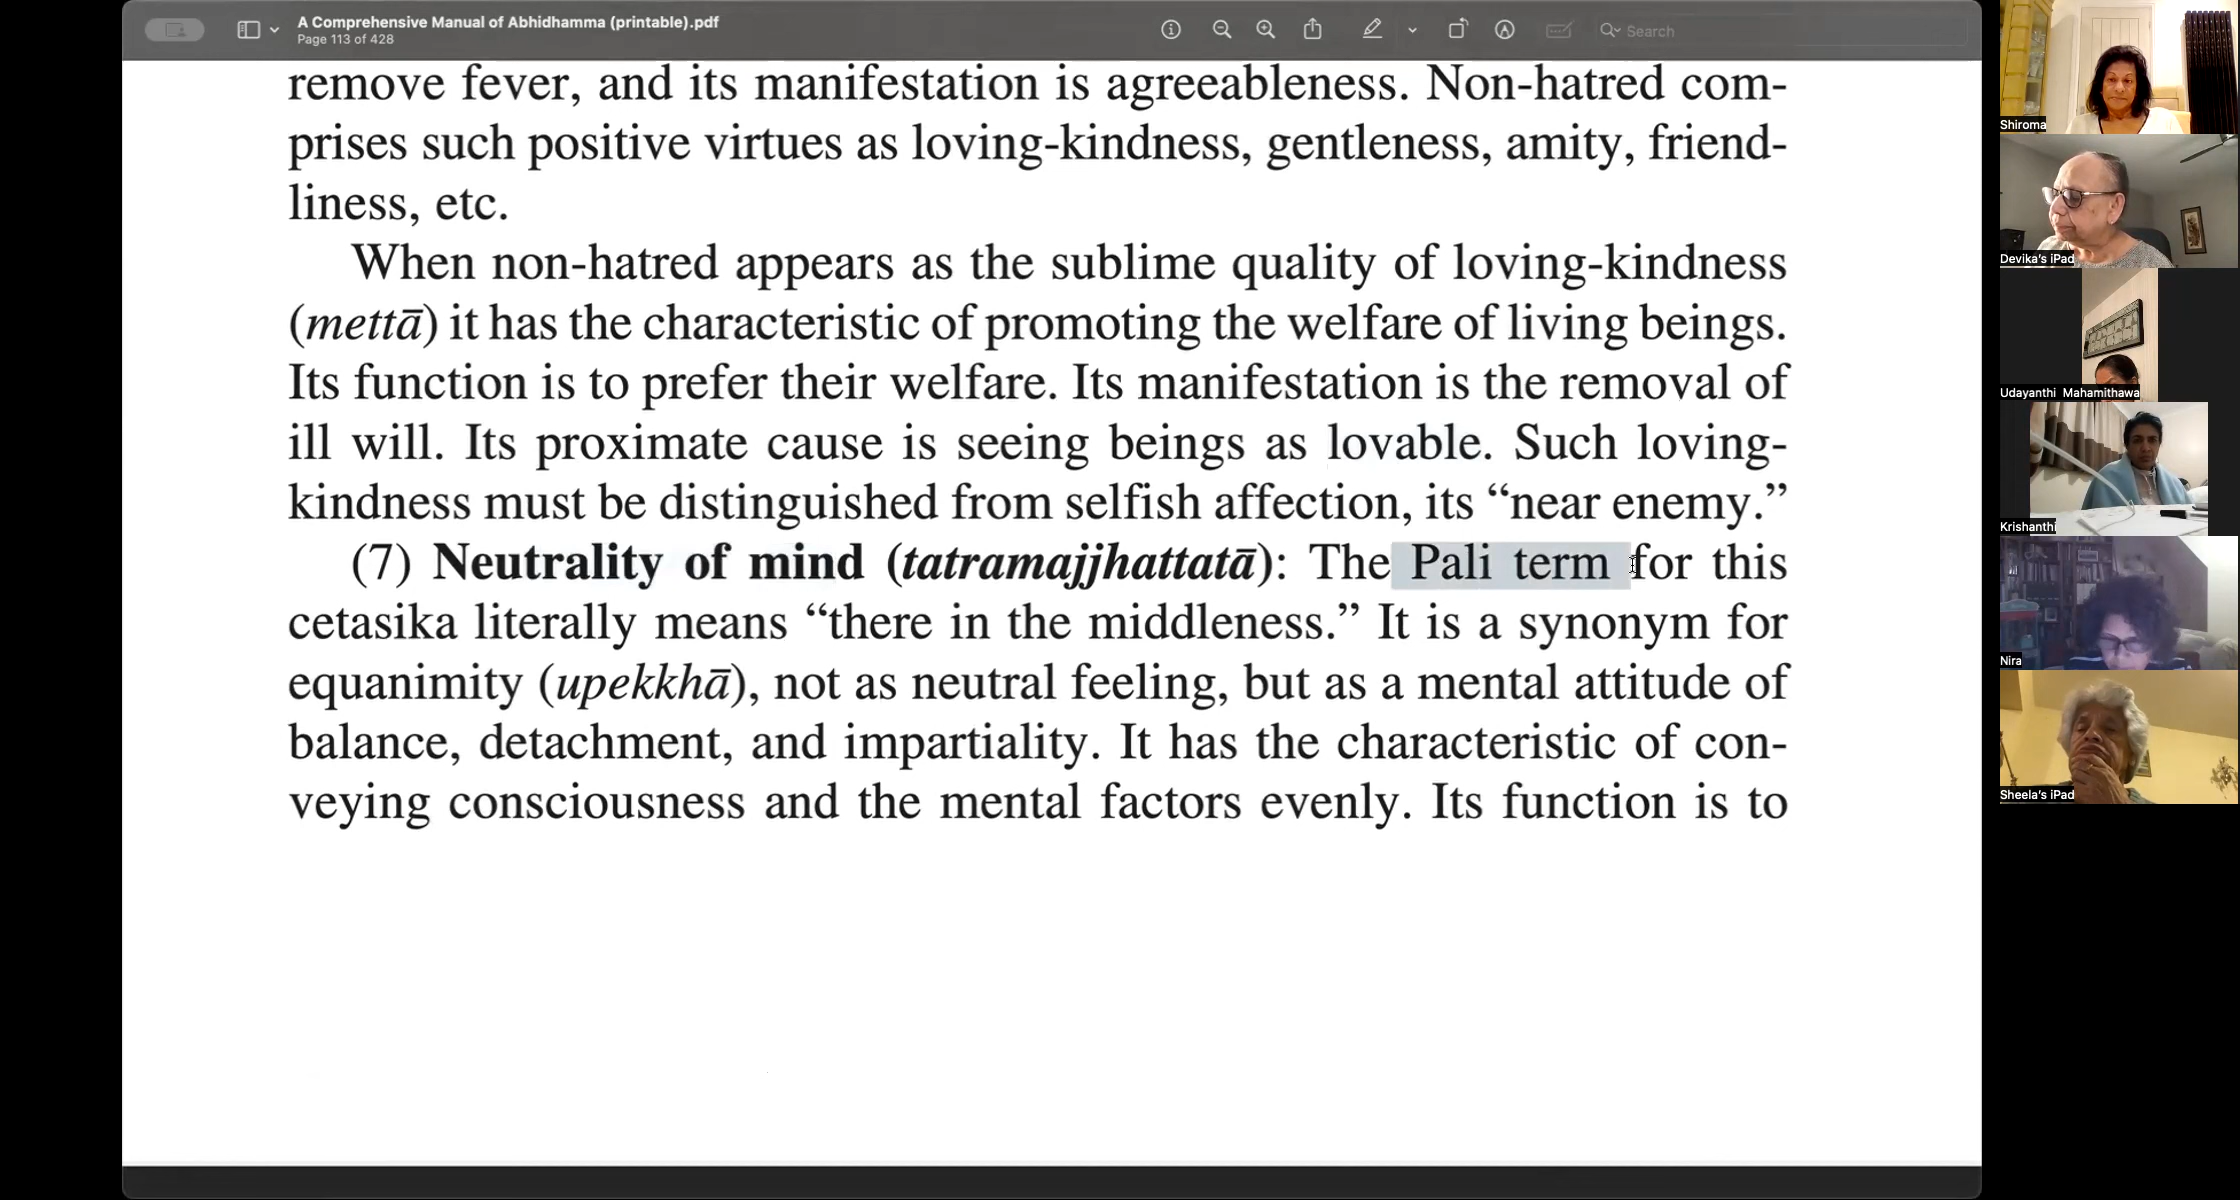 A Comprehensive Manual of Abhidhamma (printable).pdf
Page 113 of 428
Search
remove fever, and its manifestation is agreeableness. Non-hatred com-
prises such positive virtues as loving-kindness, gentleness, amity, friend-
liness, etc.
When non-hatred appears as the sublime quality of loving-kindness
(mettā) it has the characteristic of promoting the welfare of living beings.
Its function is to prefer their welfare. Its manifestation is the removal of
ill will. Its proximate cause is seeing beings as lovable. Such loving-
kindness must be distinguished from selfish affection, its “near enemy.”
(7) Neutrality of mind (tatramajjhattatā): The Pali term for this
cetasika literally means “there in the middleness.” It is a synonym for
equanimity (upekkhā), not as neutral feeling, but as a mental attitude of
balance, detachment, and impartiality. It has the characteristic of con-
veying consciousness and the mental factors evenly. Its function is to
Shiroma
Devika's iPad
Udayanthi Mahamithawa
Krishanthi
Nira
Sheela's iPad